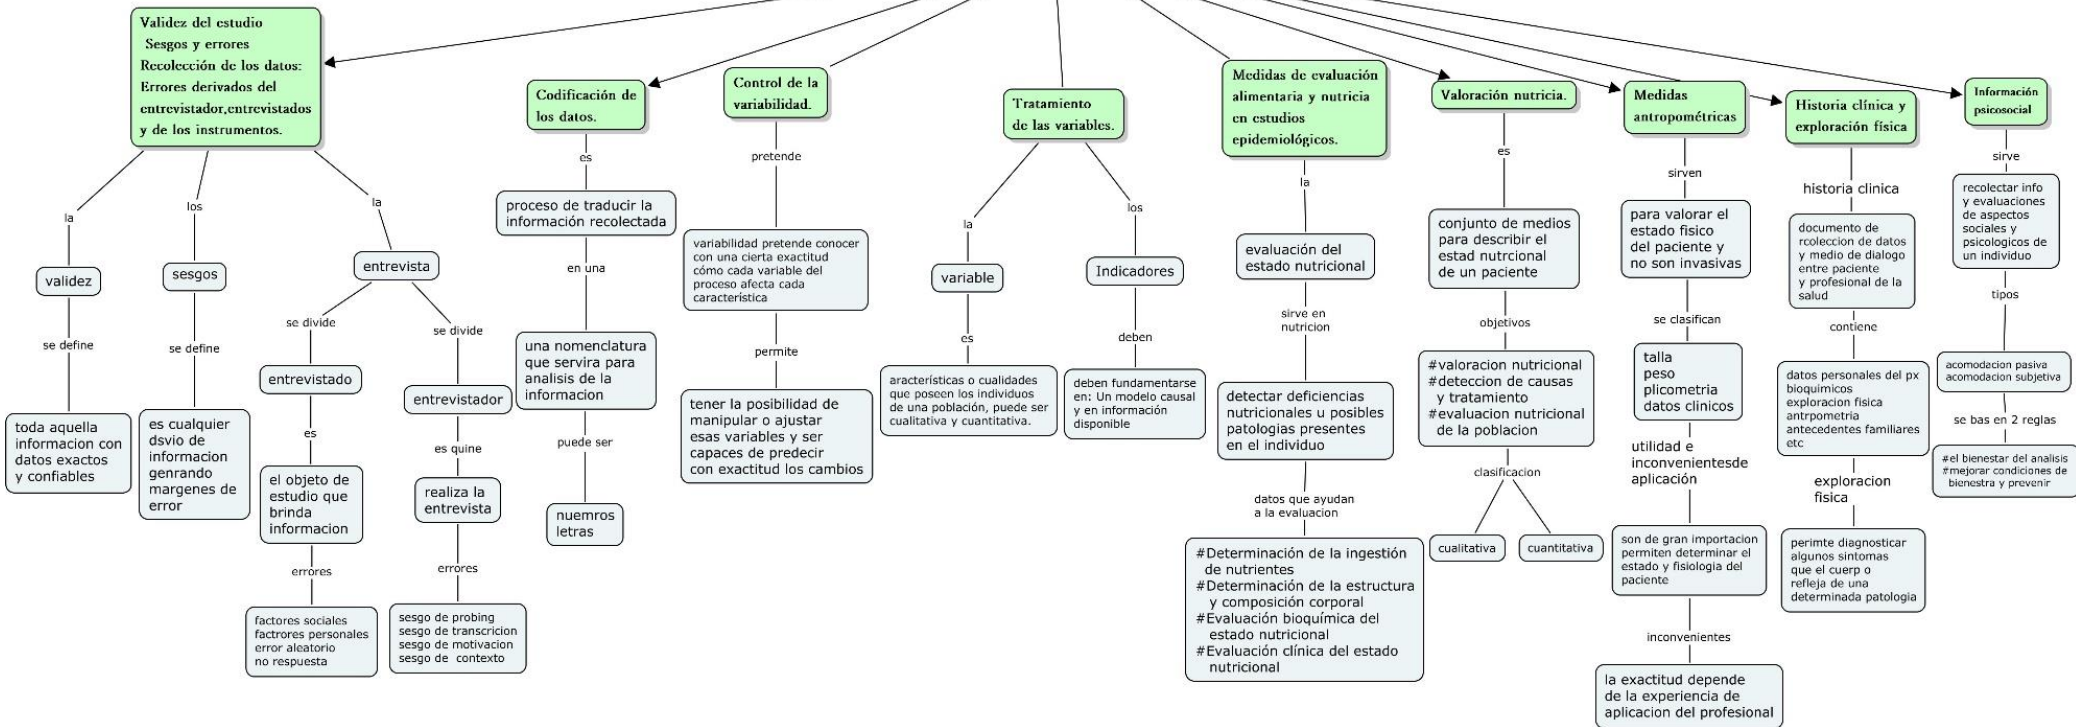 Validez del estudio
Sesgos y errores
Recolección de los datos:
Errores derivados del
entrevistador,entrevistados
y de los instrumentos.
la
validez
se define
toda aquella
informacion con
datos exactos
y confiables
los
sesgos
se define
es cualquier
dsvio de
informacion
genrando
margenes de
error
la
entrevista
se divide
entrevistado
es
el objeto de
estudio que
brinda
informacion
errores
factores sociales
factrores personales
error aleatorio
no respuesta
se divide
entrevistador
es quine
realiza la
entrevista
errores
sesgo de probing
sesgo de transcricion
sesgo de motivacion
sesgo de contexto
Codificación de
los datos.
es
proceso de traducir la
información recolectada
en una
una nomenclatura
que servira para
analisis de la
informacion
puede ser
nuemros
letras
Control de la
variabilidad.
pretende
variabilidad pretende conocer
con una cierta exactitud
cómo cada variable del
proceso afecta cada
característica
permite
tener la posibilidad de
manipular o ajustar
esas variables y ser
capaces de predecir
con exactitud los cambios
Tratamiento
de las variables.
la
variable
es
aracterísticas o cualidades
que poseen los individuos
de una población, puede ser
cualitativa y cuantitativa.
los
Indicadores
deben
deben fundamentarse
en: Un modelo causal
y en información
disponible
Medidas de evaluación
alimentaria y nutricia
en estudios
epidemiológicos.
la
evaluación del
estado nutricional
sirve en
nutricion
detectar deficiencias
nutricionales u posibles
patologias presentes
en el individuo
datos que ayudan
a la evaluacion
#Determinación de la ingestión
de nutrientes
#Determinación de la estructura
y composición corporal
#Evaluación bioquímica del
estado nutricional
#Evaluación clínica del estado
nutricional
Valoración nutricia.
es
conjunto de medios
para describir el
estad nutrcional
de un paciente
objetivos
#valoracion nutricional
#deteccion de causas
y tratamiento
#evaluacion nutricional
de la poblacion
clasificacion
cualitativa
cuantitativa
Medidas
antropométricas
sirven
para valorar el
estado fisico
del paciente y
no son invasivas
se clasifican
talla
peso
plicometria
datos clinicos
utilidad e
inconvenientesde
aplicación
son de gran importacion
permiten determinar el
estado y fisiologia del
paciente
inconvenientes
la exactitud depende
de la experiencia de
aplicacion del profesional
Historia clínica y
exploración física
historia clinica
documento de
rcoleccion de datos
y medio de dialogo
entre paciente
y profesional de la
salud
contiene
datos personales del px
bioquimicos
exploracion fisica
antrpometria
antecedentes familiares
etc
exploracion
fisica
perimte diagnosticar
algunos sintomas
que el cuerp o
refleja de una
determinada patologia
Información
psicosocial
sirve
recolectar info
y evaluaciones
de aspectos
sociales y
psicologicos de
un individuo
tipos
acomodacion pasiva
acomodacion subjetiva
se bas en 2 reglas
#el bienestar del analisis
#mejorar condiciones de
bienestra y prevenir